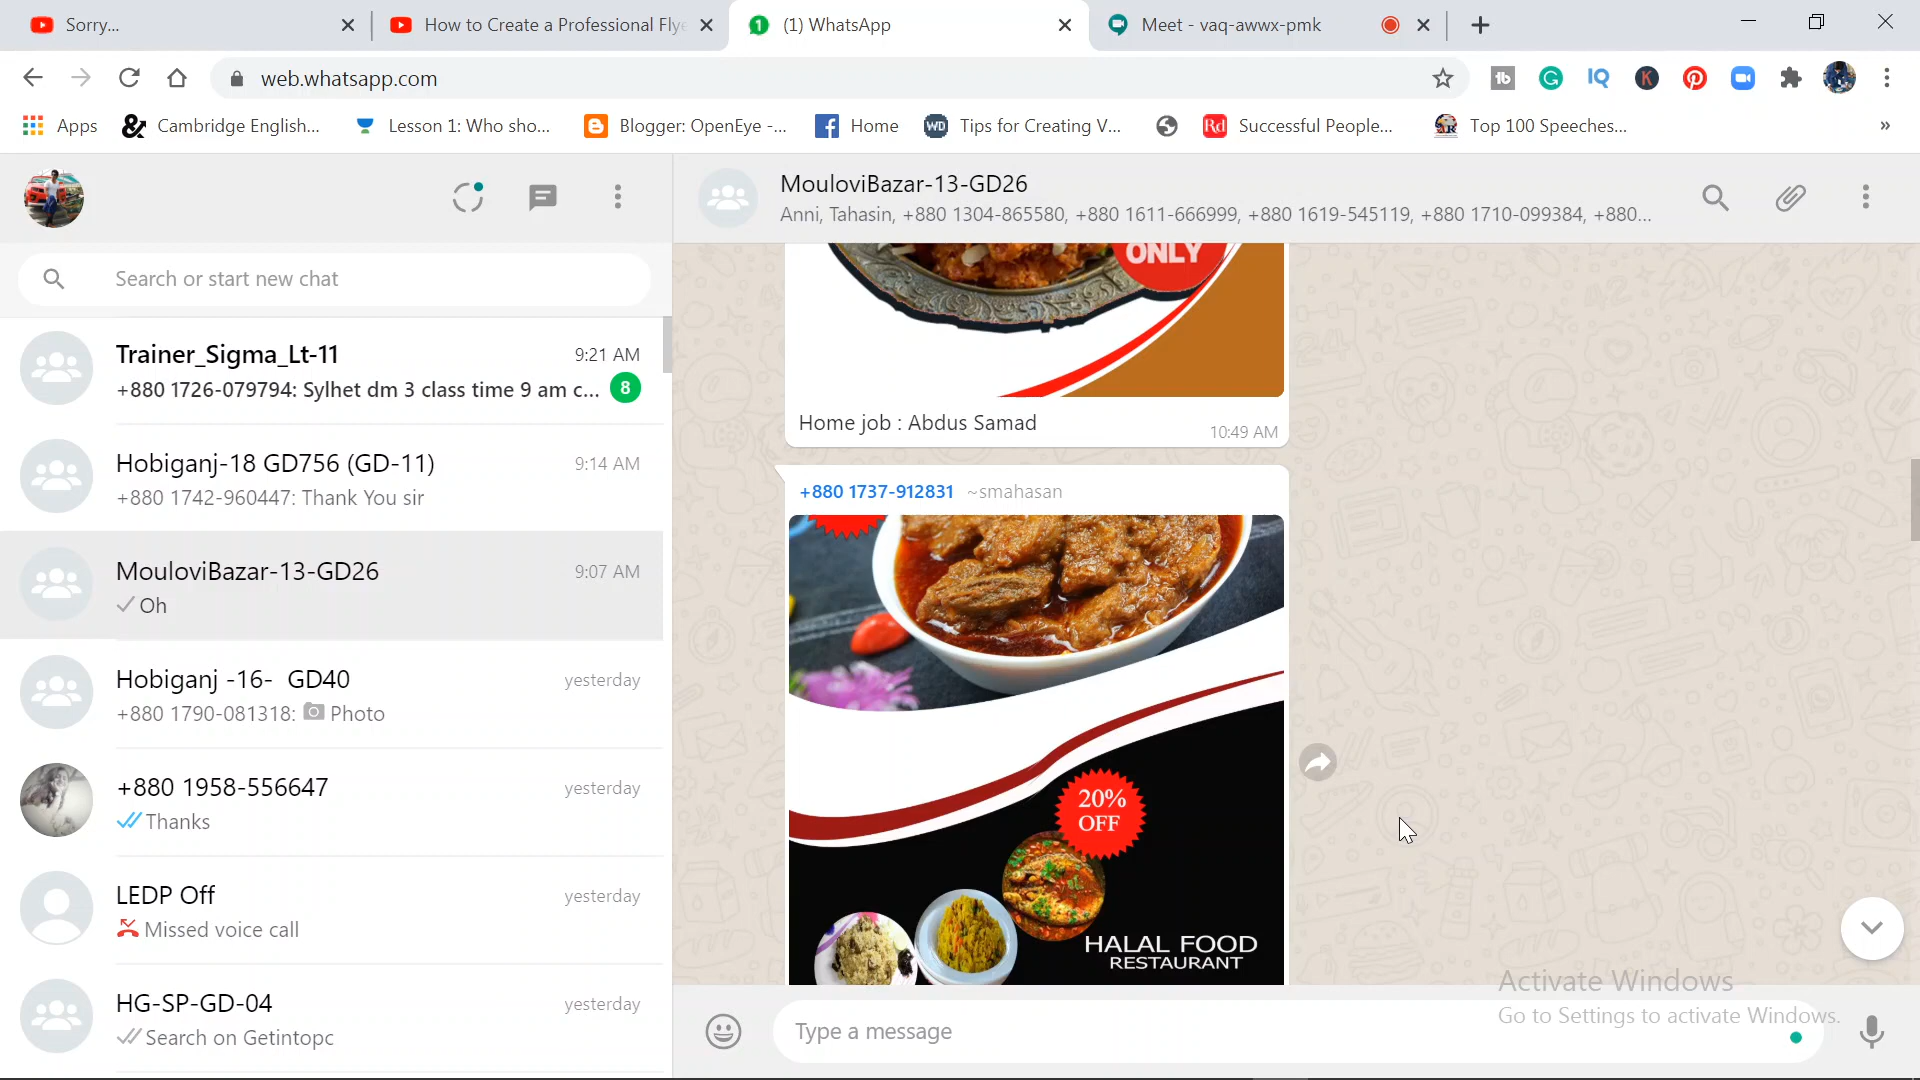 Sorry...
How to Create a Professional Flye
1
(1) WhatsApp
Meet - vaq-awwx-pmk
web.whatsapp.com
Apps
Cambridge English...
Lesson 1: Who sho...
Blogger: OpenEye -...
Home
WD
Tips for Creating V...
Rd
Successful People...
Top 100 Speeches...
»
tb
G
IQ
K
MouloviBazar-13-GD26
Anni, Tahasin, +880 1304-865580, +880 1611-666999, +880 1619-545119, +880 1710-099384, +880...
Search or start new chat
Trainer_Sigma_Lt-11
9:21 AM
+880 1726-079794: Sylhet dm 3 class time 9 am c...
8
Hobiganj-18 GD756 (GD-11)
9:14 AM
+880 1742-960447: Thank You sir
MouloviBazar-13-GD26
9:07 AM
Oh
Hobiganj -16- GD40
yesterday
+880 1790-081318: Photo
+880 1958-556647
yesterday
Thanks
LEDP Off
yesterday
Missed voice call
HG-SP-GD-04
yesterday
Search on Getintopc
ONLY
Home job : Abdus Samad
10:49 AM
+880 1737-912831 ~smahasan
20%
OFF
HALAL FOOD
RESTAURANT
Activate Windows
Go to Settings to activate Windows.
Type a message